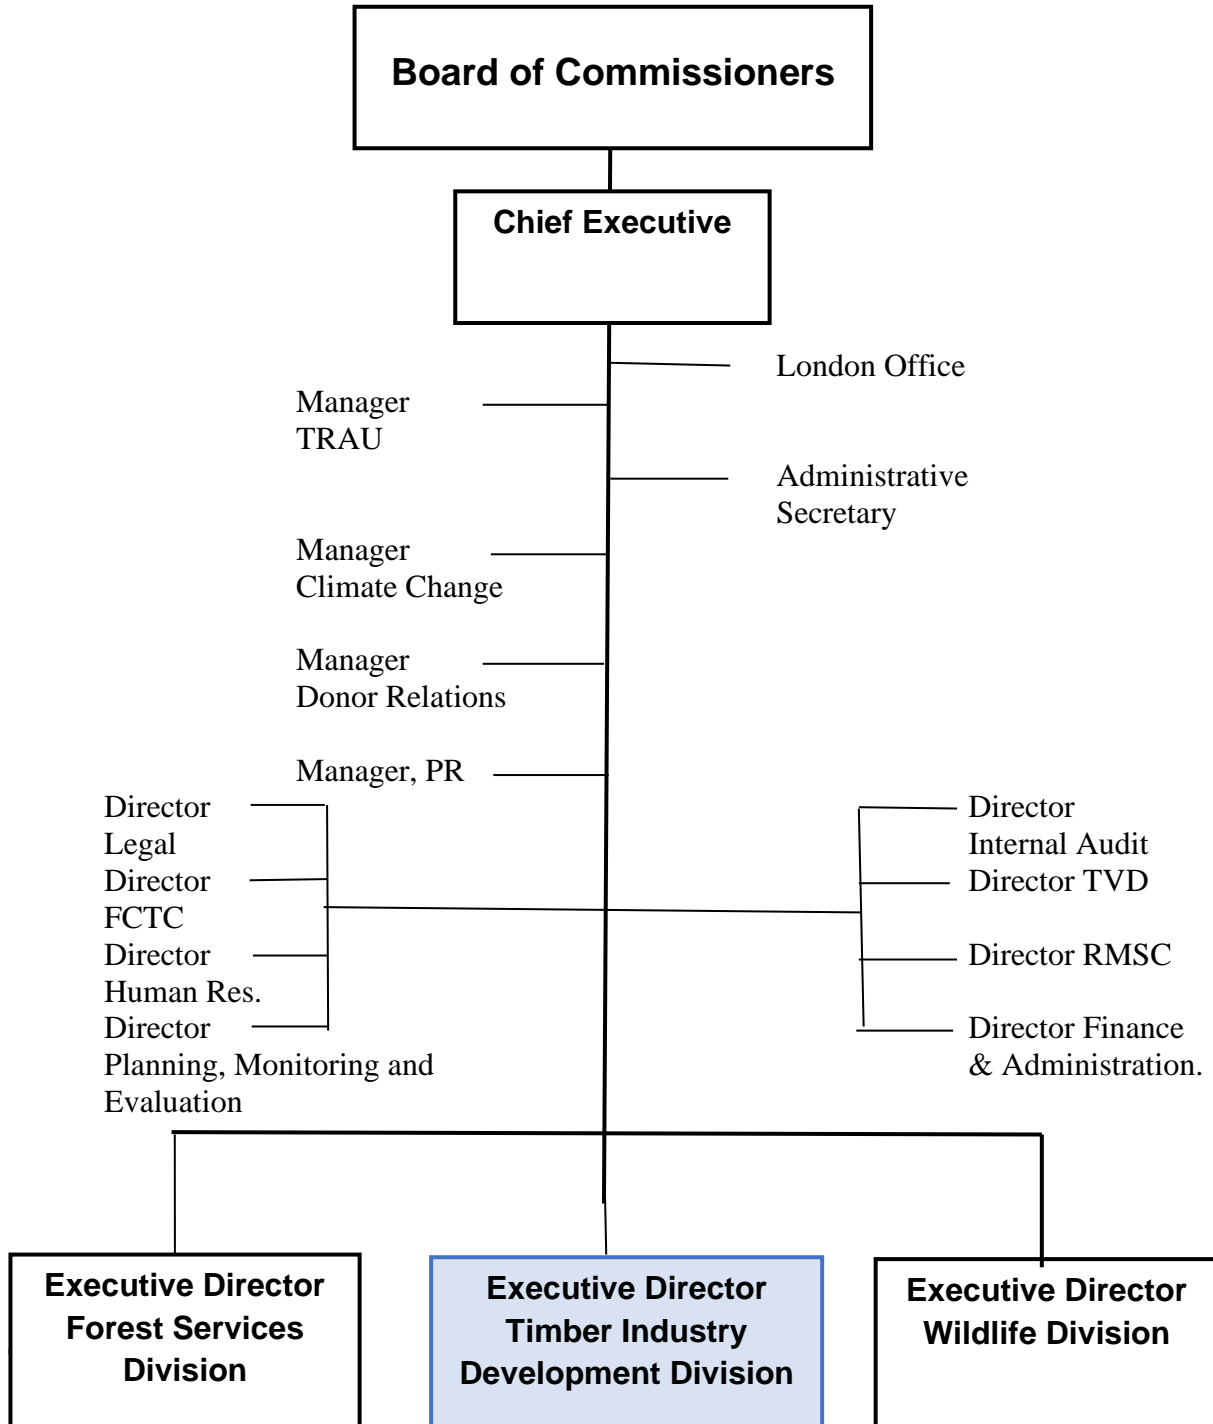 Board of Commissioners
Chief Executive
London Office
Manager
TRAU
Administrative
Secretary
Manager
Climate Change
Manager
Donor Relations
Manager, PR
Director
Legal
Director
FCTC
Director
Human Res.
Director
Planning, Monitoring and
Evaluation
Director
Internal Audit
Director TVD
Director RMSC
Director Finance
& Administration.
Executive Director
Forest Services
Division
Executive Director
Timber Industry
Development Division
Executive Director
Wildlife Division